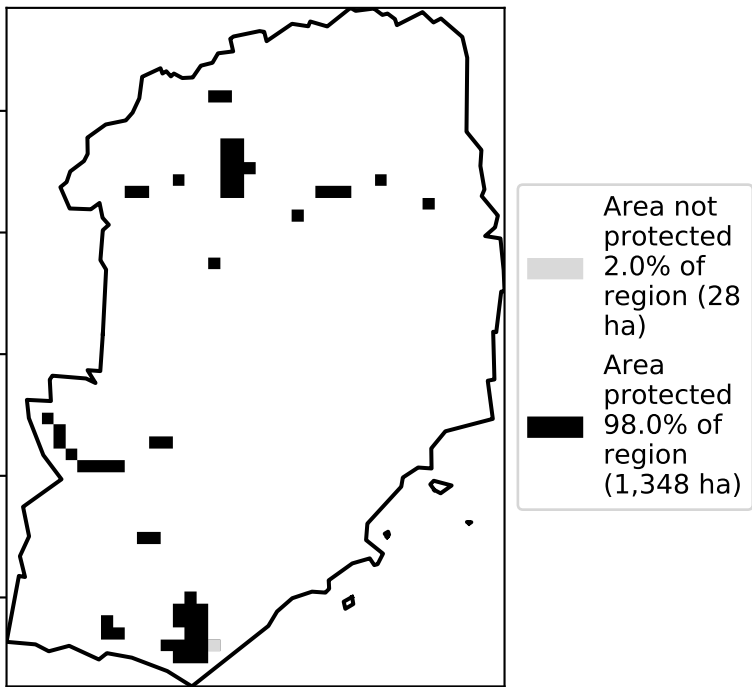 Area not
protected
2.0% of
region (28
ha)
Area
protected
98.0% of
region
(1,348 ha)